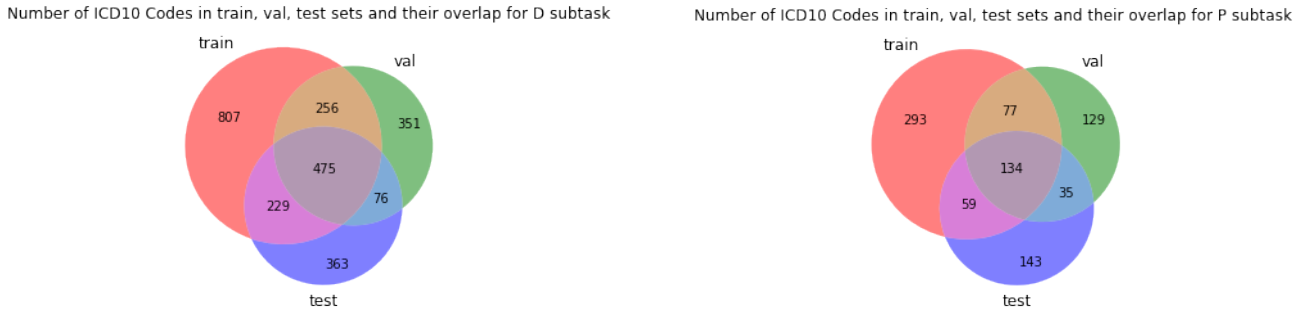 Number of ICD10 Codes in train, val, test sets and their overlap for D subtask
train
val
807
256
351
475
229
76
363
test
Number of ICD10 Codes in train, val, test sets and their overlap for P subtask
train
val
293
77
129
134
59
35
143
test